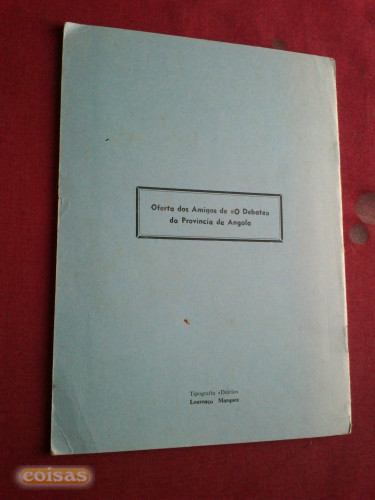 Oferta dos Amigos de «O Debate»
da Província de Angola
Tipografia «Diário»
Lourenço Marques
coisas